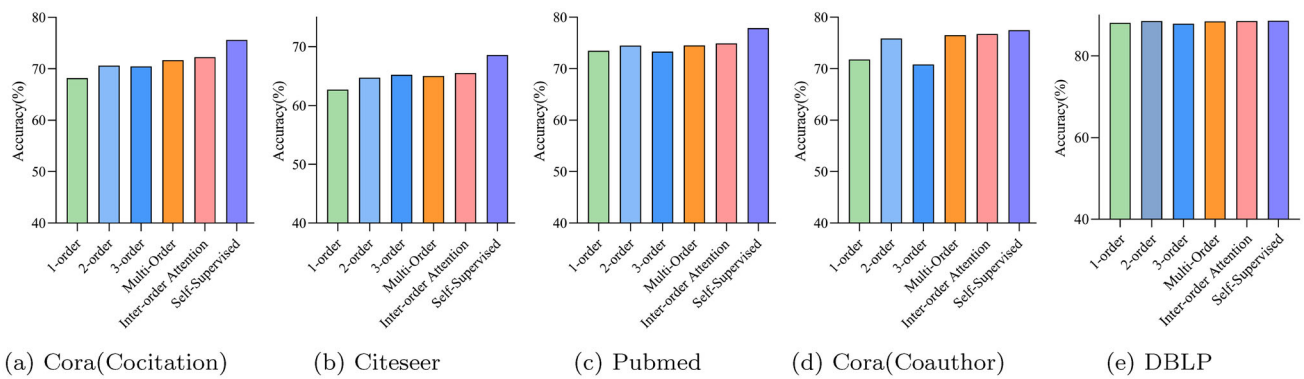 80
70
60
50
40
Accuracy(%)
1-order
2-order
3-order
Multi-Order
Inter-order Attention
Self-Supervised
(a) Cora(Cocitation)
70
60
50
40
Accuracy(%)
1-order
2-order
3-order
Multi-Order
Inter-order Attention
Self-Supervised
(b) Citeseer
80
70
60
50
40
Accuracy(%)
1-order
2-order
3-order
Multi-Order
Inter-order Attention
Self-Supervised
(c) Pubmed
80
70
60
50
40
Accuracy(%)
1-order
2-order
3-order
Multi-Order
Inter-order Attention
Self-Supervised
(d) Cora(Coauthor)
80
60
40
Accuracy(%)
1-order
2-order
3-order
Multi-Order
Inter-order Attention
Self-Supervised
(e) DBLP